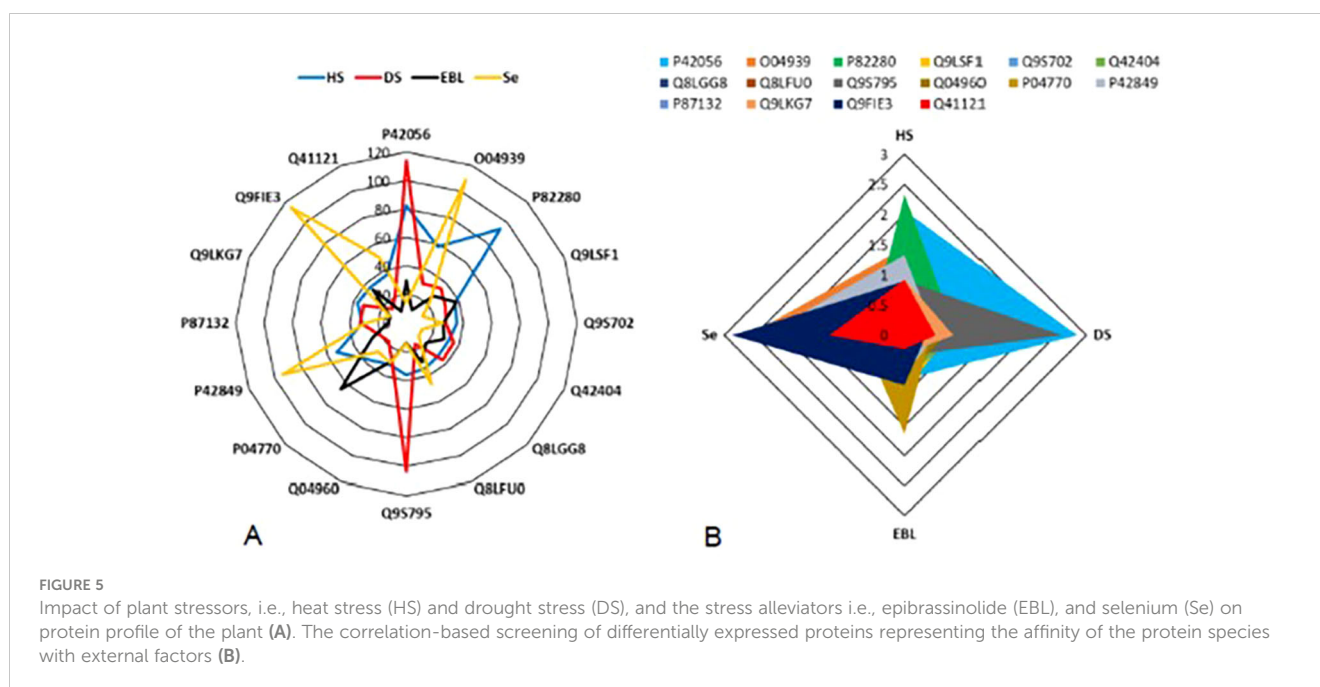 HS DS EBL Se
P42056
O04939
P82280
Q9LSF1
Q9S702
Q42404
Q8LGG8
Q8LFU0
Q9S795
Q04960
P04770
P42849
P87132
Q9LKG7
Q9FIE3
Q41121
120
100
80
60
40
20
A
P42056 O04939 P82280 Q9LSF1 Q9S702 Q42404
Q8LGG8 Q8LFU0 Q9S795 Q04960 P04770 P42849
P87132 Q9LKG7 Q9FIE3 Q41121
HS
3
2.5
2
1.5
1
0.5
0
Se
DS
EBL
B
FIGURE 5
Impact of plant stressors, i.e., heat stress (HS) and drought stress (DS), and the stress alleviators i.e., epibrassinolide (EBL), and selenium (Se) on
protein profile of the plant (A). The correlation-based screening of differentially expressed proteins representing the affinity of the protein species
with external factors (B).